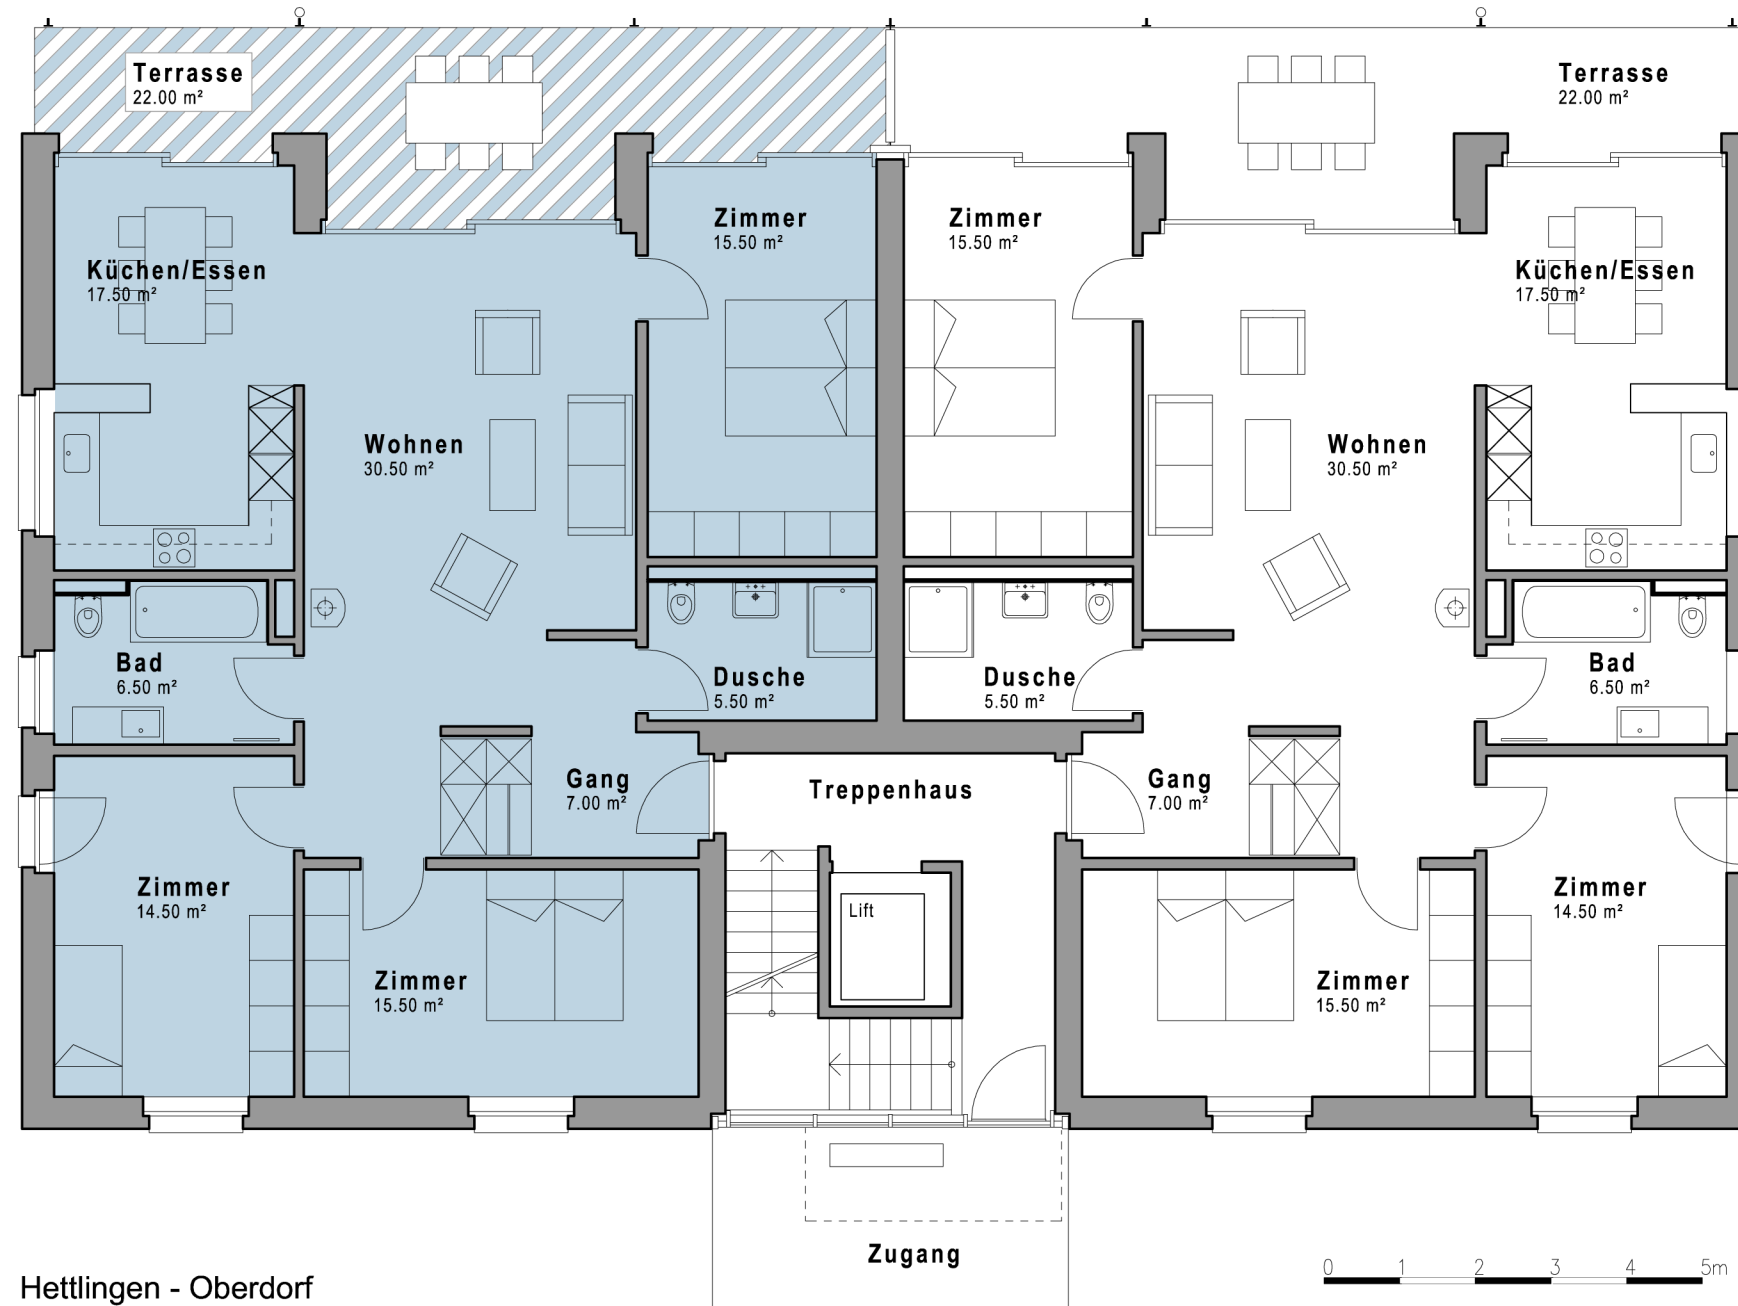 Terrasse
22.00 m²
Terrasse
22.00 m²
Zimmer
15.50 m²
Zimmer
15.50 m²
Küchen/Essen
17.50 m²
Küchen/Essen
17.50 m²
Wohnen
30.50 m²
Wohnen
30.50 m²
Bad
6.50 m²
Dusche
5.50 m²
Dusche
5.50 m²
Bad
6.50 m²
Gang
7.00 m²
Treppenhaus
Gang
7.00 m²
Zimmer
14.50 m²
Lift
Zimmer
14.50 m²
Zimmer
15.50 m²
Zimmer
15.50 m²
Zugang
Hettlingen - Oberdorf
0 1 2 3 4 5m